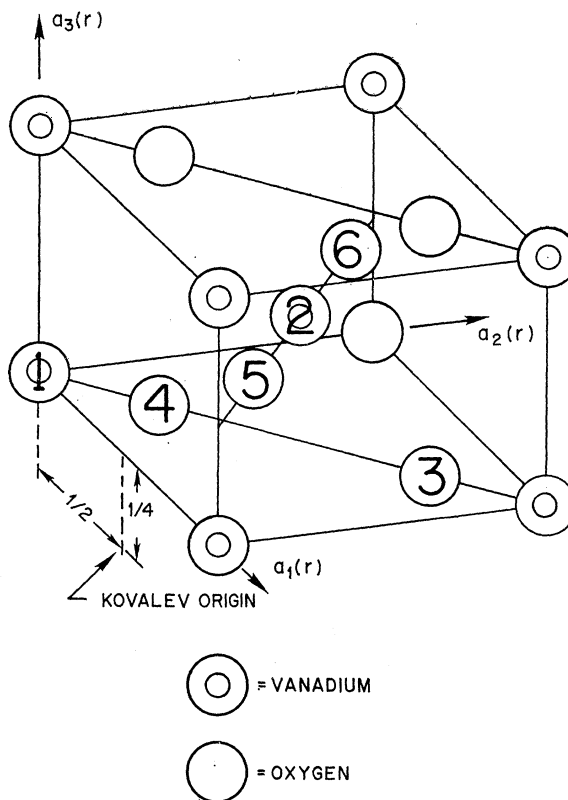 a₃(r)
6
2
a₂(r)
1
5
4
3
1/2
1/4
a₁(r)
KOVALEV ORIGIN
= VANADIUM
= OXYGEN